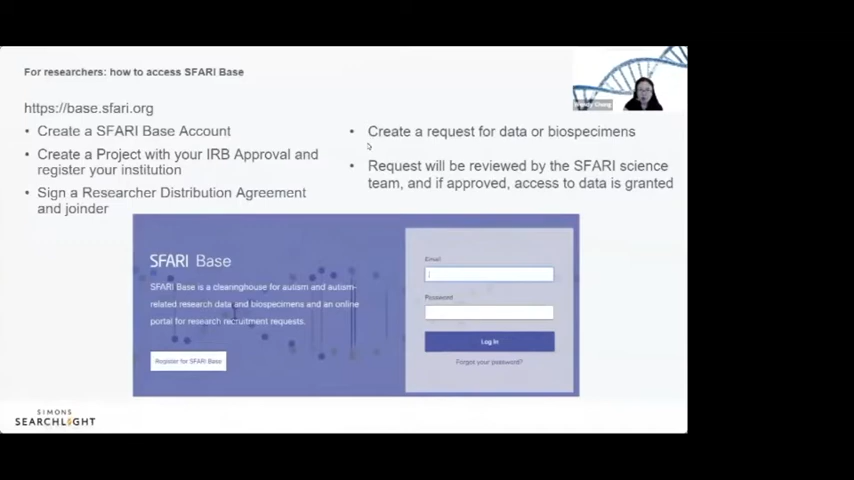 For researchers: how to access SFARI Base
https://base.sfari.org
• Create a SFARI Base Account
• Create a Project with your IRB Approval and
register your institution
• Sign a Researcher Distribution Agreement
and joinder
• Create a request for data or biospecimens
• Request will be reviewed by the SFARI science
team, and if approved, access to data is granted
SFARI Base
SFARI Base is a clearinghouse for autism and autism-
related research data and biospecimens and an online
portal for research recruitment requests.
Register for SFARI Base
Email
Password
Log In
Forgot your password?
SIMONS
SEARCHLIGHT